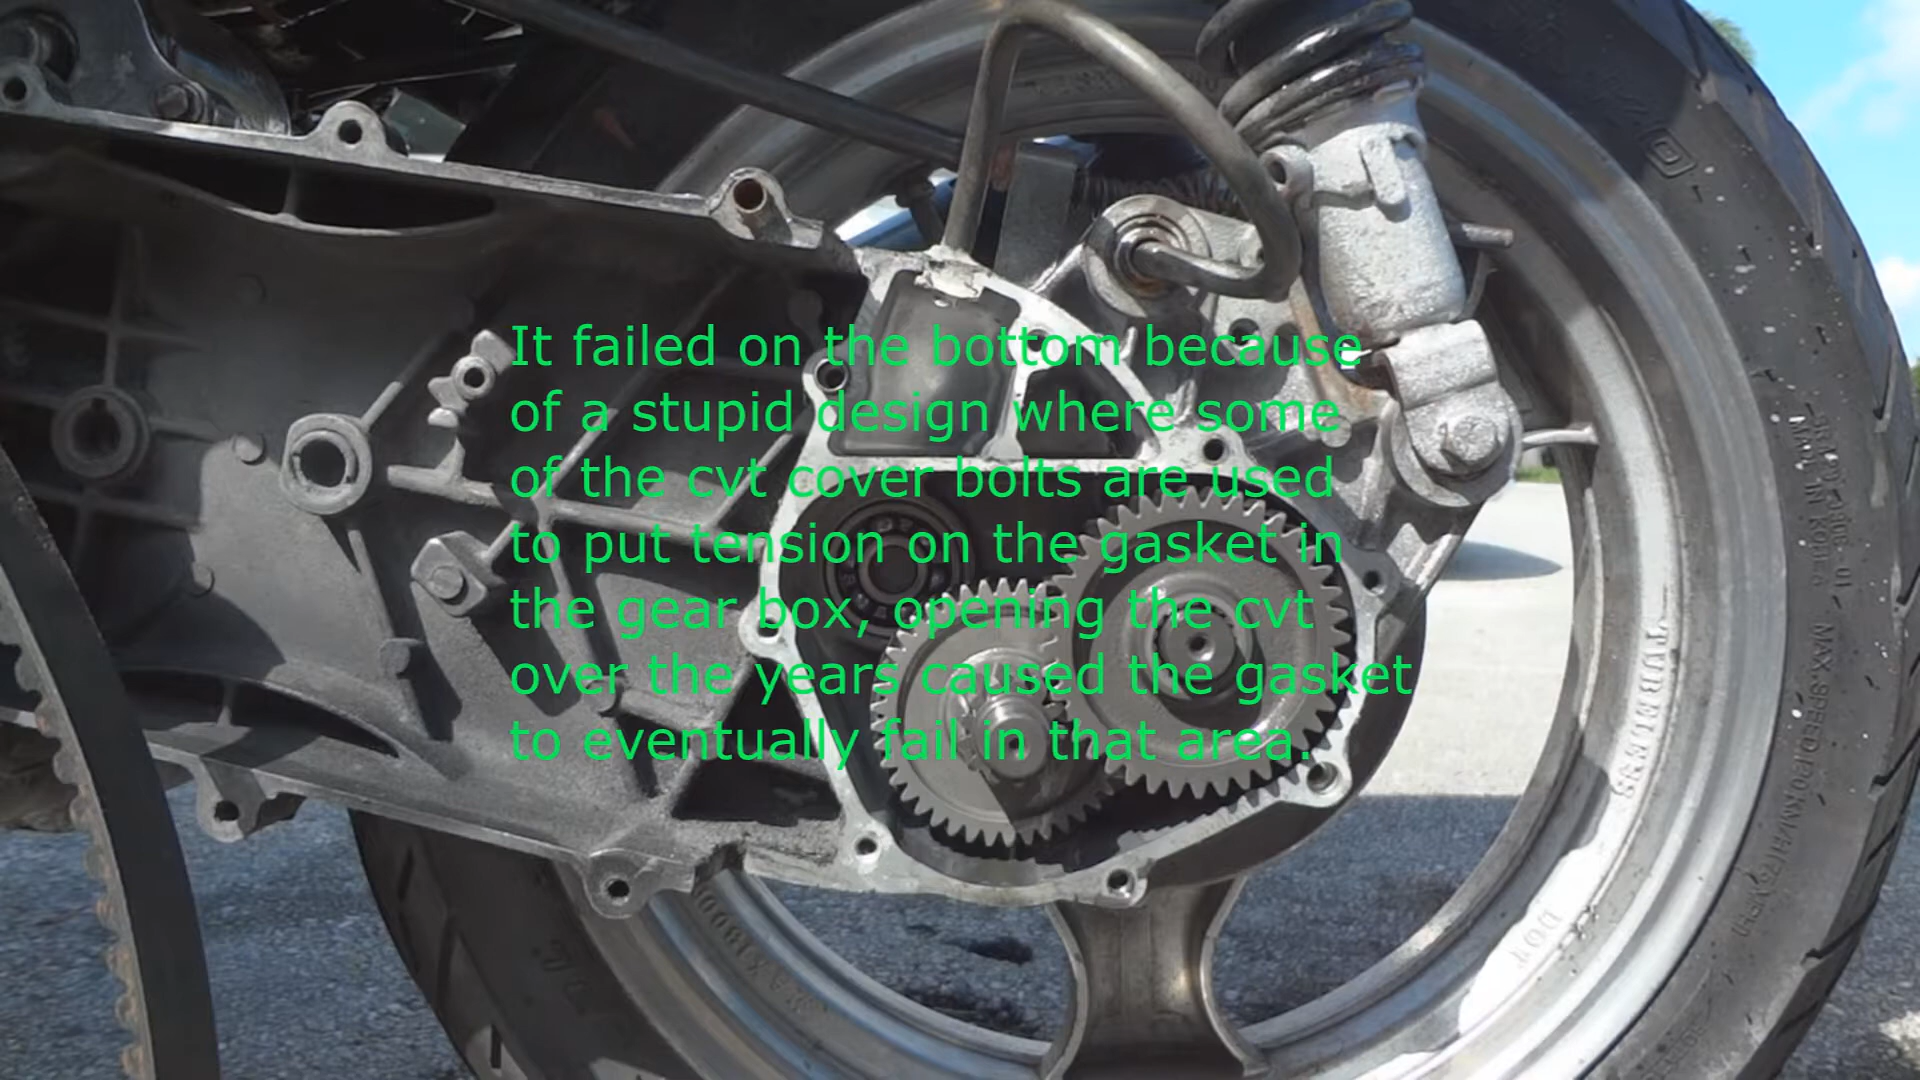 It failed on the bottom because
of a stupid design where some
of the cvt cover bolts are used
to put tension on the gasket in
the gear box, opening the cvt
over the years caused the gasket
to eventually fail in that area.
TUBELESS
DOT